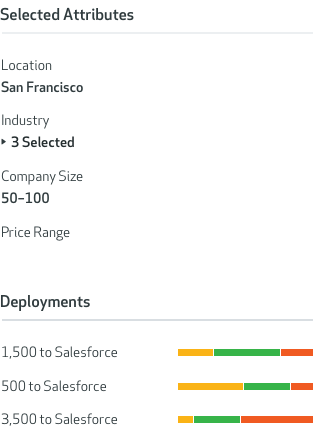 Selected Attributes
Location
San Francisco
Industry
3 Selected
Company Size
50–100
Price Range
Deployments
1,500 to Salesforce
500 to Salesforce
3,500 to Salesforce